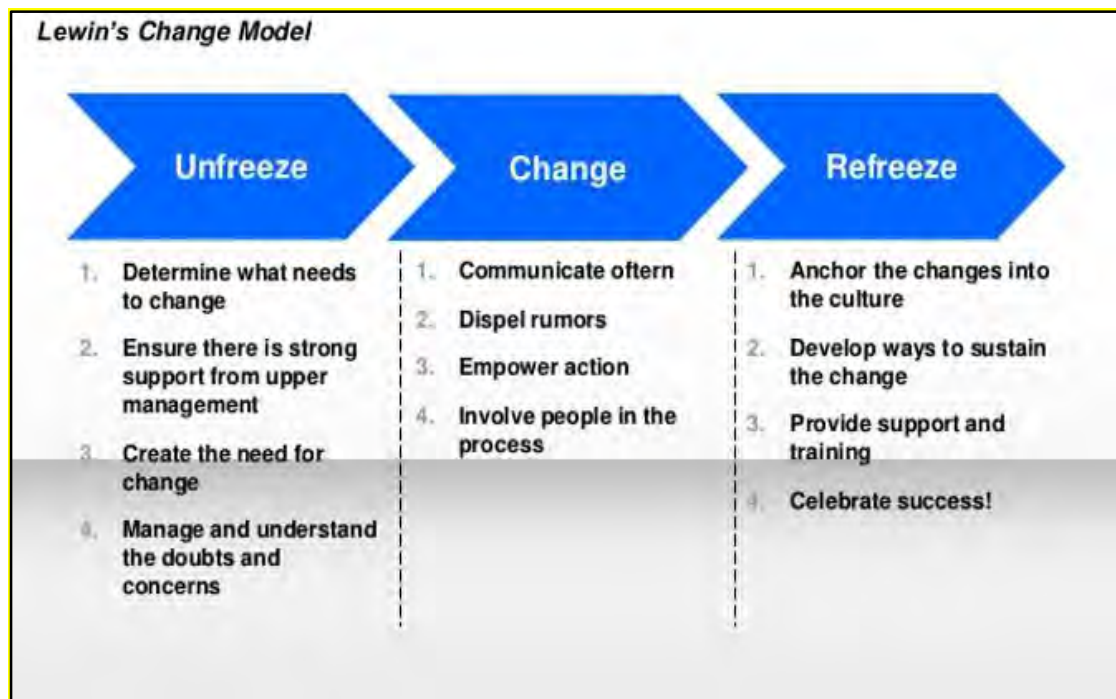 Lewin's Change Model
Unfreeze
1. Determine what needs
to change
2. Ensure there is strong
support from upper
management
3. Create the need for
change
4. Manage and understand
the doubts and
concerns
Change
1. Communicate oftern
2. Dispel rumors
3. Empower action
4. Involve people in the
process
Refreeze
1. Anchor the changes into
the culture
2. Develop ways to sustain
the change
3. Provide support and
training
4. Celebrate success!